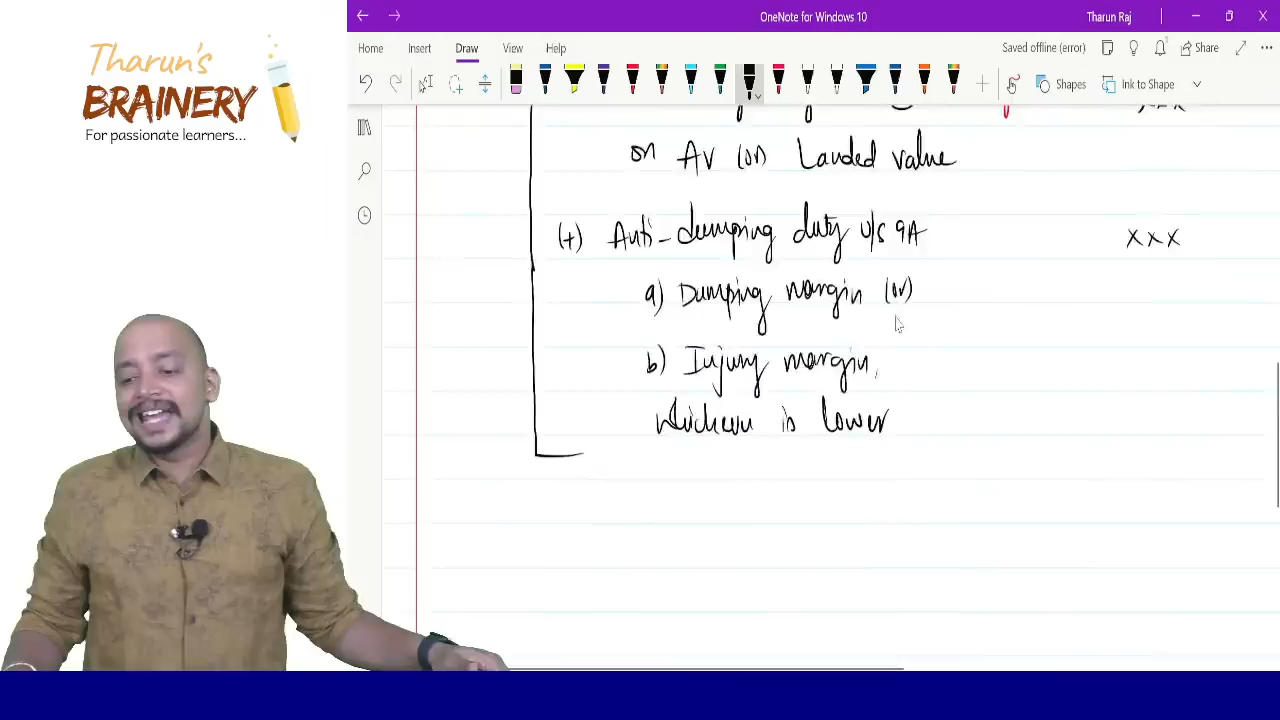 OneNote for Windows 10
Tharun Raj
Home Insert Draw View Help
Saved offline (error)
Share
Shapes
Ink to Shape
Tharun's
BRAINERY
For passionate learners...
on AV (or) Landed value
(+) Anti-dumping duty u/s 9A xxx
a) Dumping margin (or)
b) Injury margin,
is lower